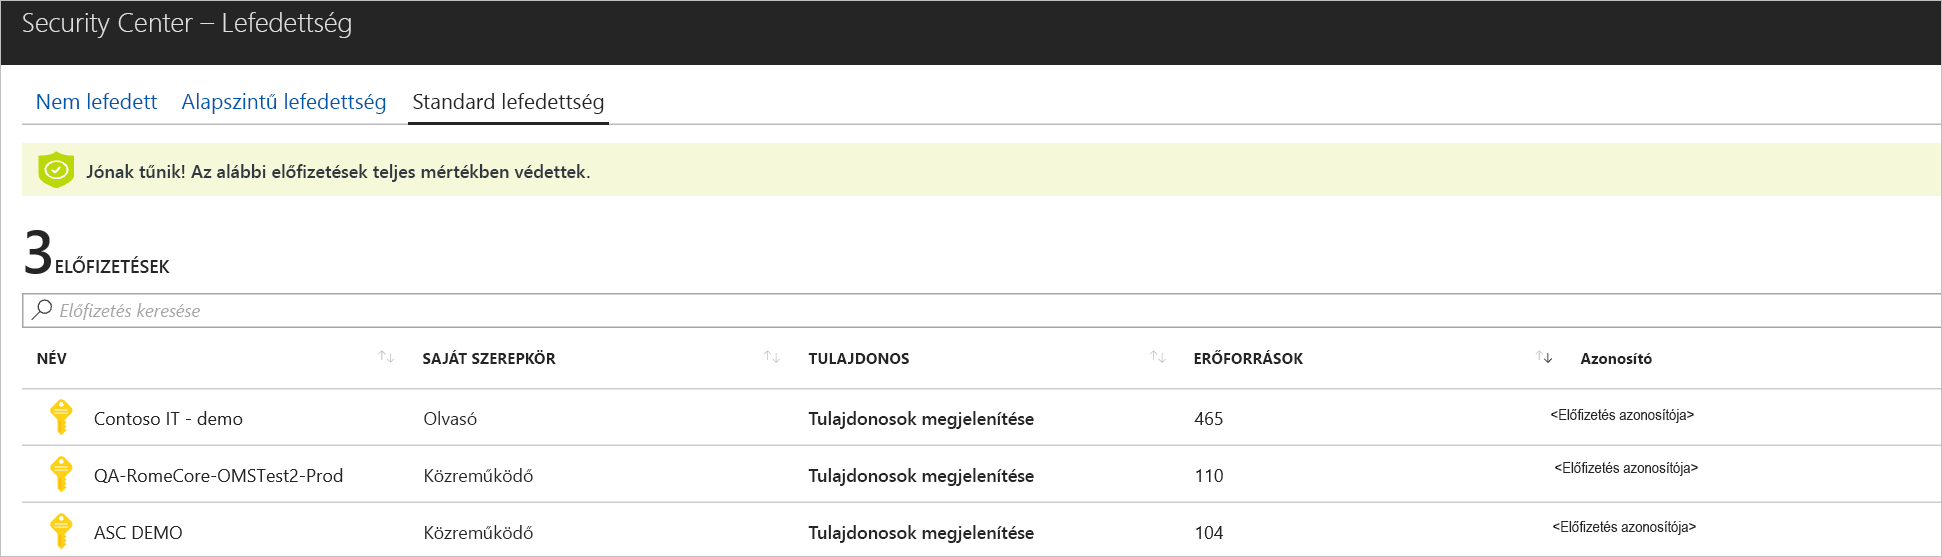 Security Center – Lefedettség
Nem lefedett Alapszintű lefedettség Standard lefedettség
Jónak tűnik! Az alábbi előfizetések teljes mértékben védettek.
3 ELŐFIZETÉSEK
Előfizetés keresése
NÉV SAJÁT SZEREPKÖR TULAJDONOS ERŐFORRÁSOK Azonosító
Contoso IT - demo Olvasó Tulajdonosok megjelenítése 465 <Előfizetés azonosítója>
QA-RomeCore-OMSTest2-Prod Közreműködő Tulajdonosok megjelenítése 110 <Előfizetés azonosítója>
ASC DEMO Közreműködő Tulajdonosok megjelenítése 104 <Előfizetés azonosítója>